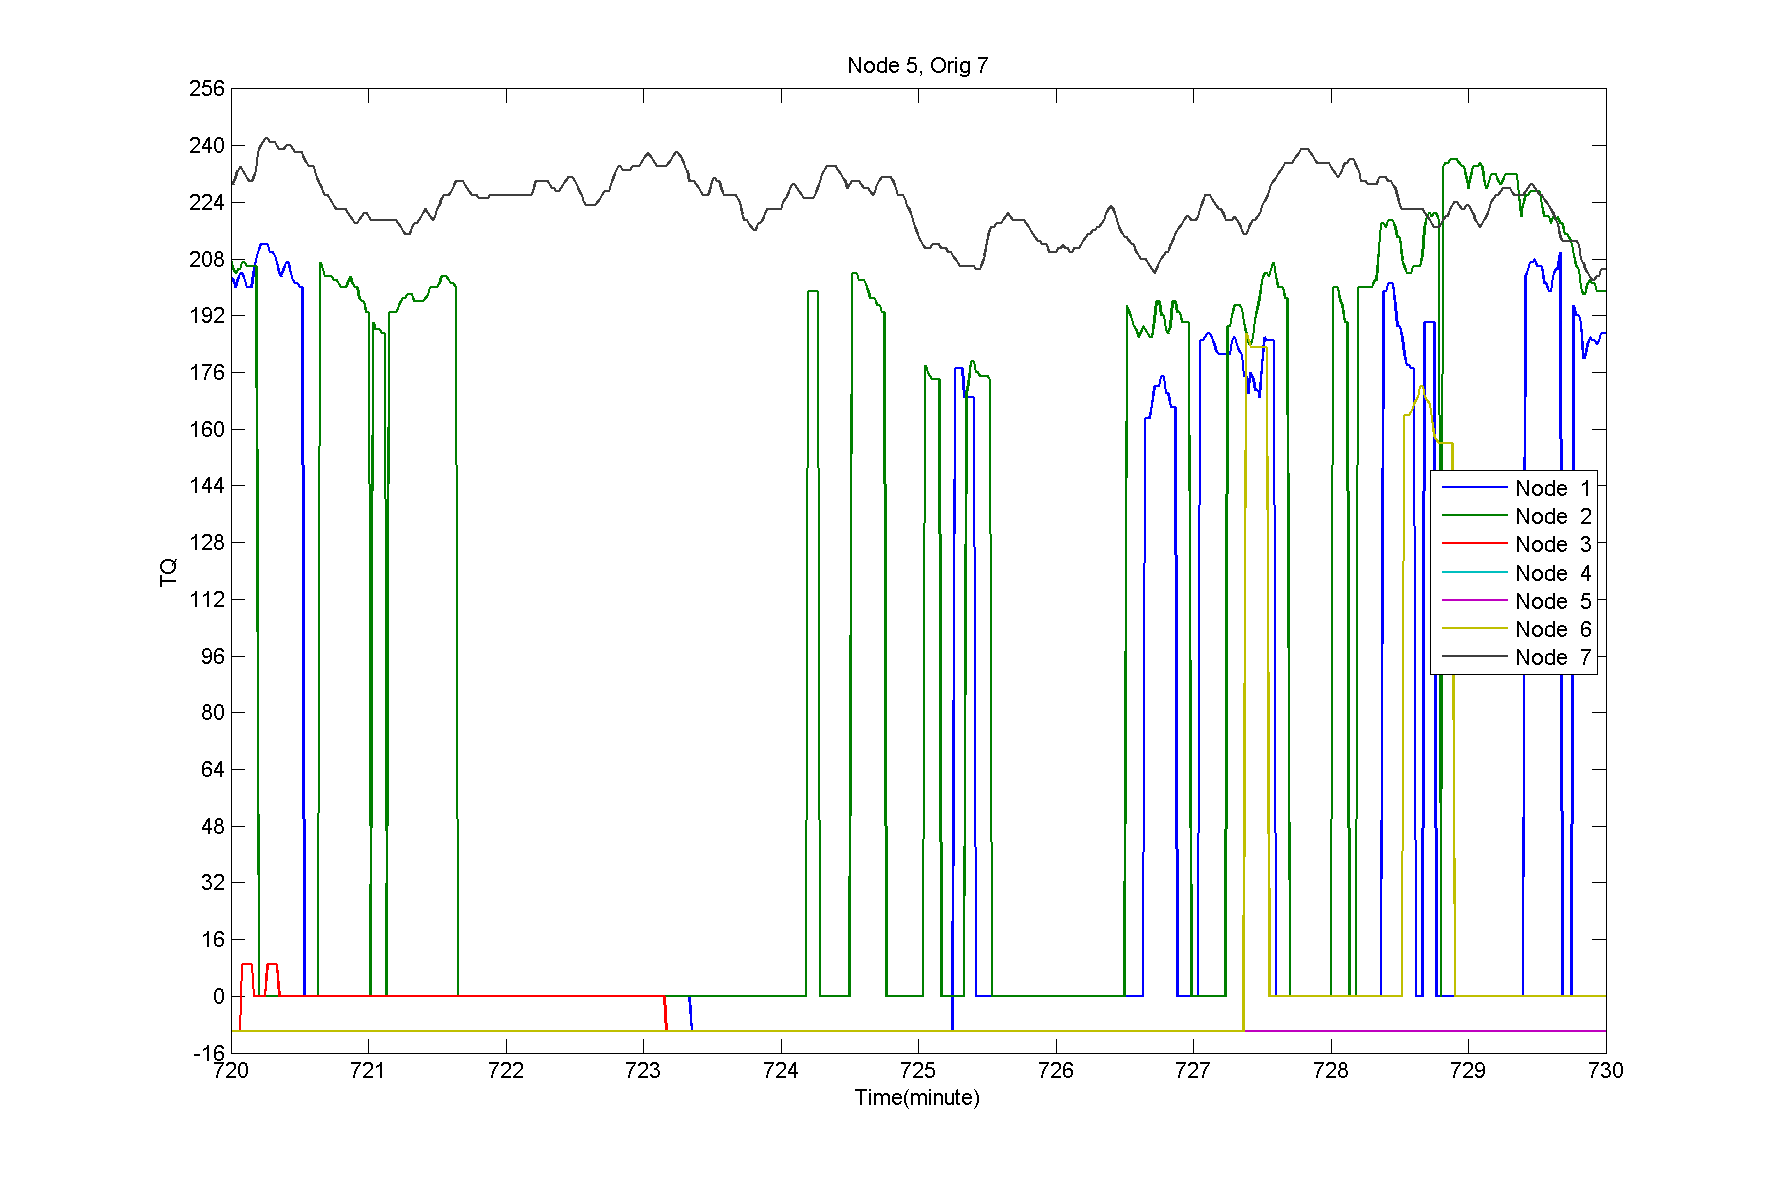 Node 5, Orig 7
256
240
224
208
192
176
160
144
128
112
96
80
64
48
32
16
0
-16
TQ
Node 1
Node 2
Node 3
Node 4
Node 5
Node 6
Node 7
720 721 722 723 724 725 726 727 728 729 730
Time(minute)